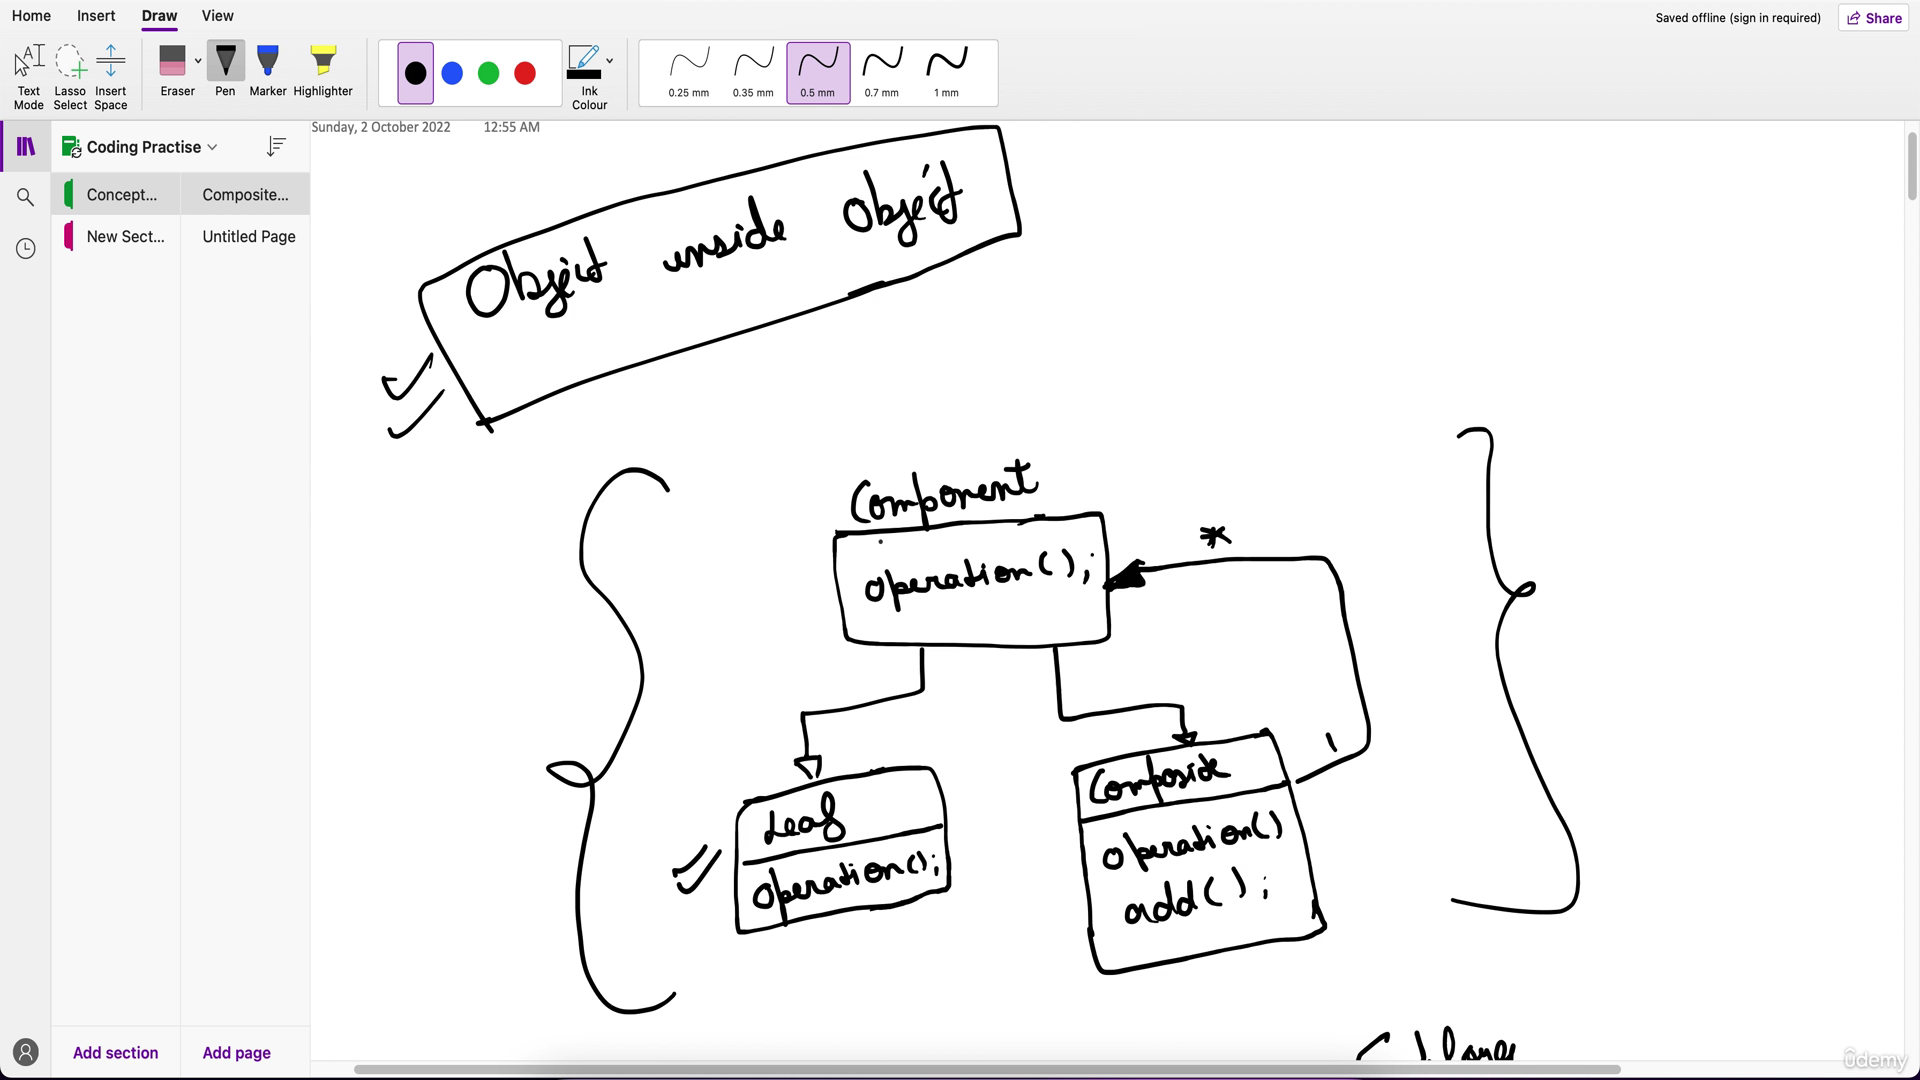 Home Insert Draw View
Saved offline (sign in required) Share
Text Mode
Lasso Select
Insert Space
Eraser
Pen
Marker
Highlighter
Ink Colour
0.25 mm
0.35 mm
0.5 mm
0.7 mm
1 mm
Sunday, 2 October 2022 12:55 AM
Coding Practise
Concept... Composite...
New Sect... Untitled Page
Object inside Object
Component
*
operation();
1
Leaf
operation();
Composite
operation()
add();
Add section Add page
ûdemy